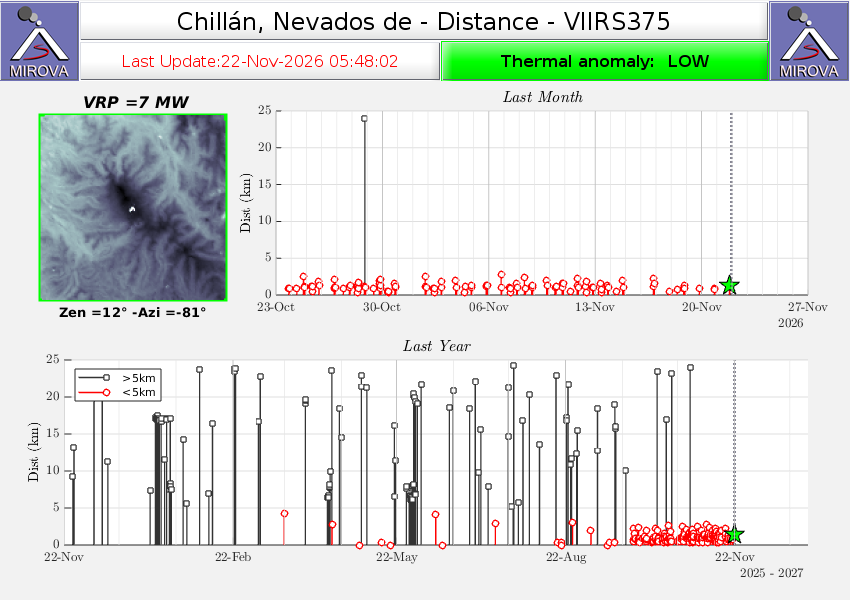 Chillán, Nevados de - Distance - VIIRS375
MIROVA
Last Update:22-Nov-2026 05:48:02
Thermal anomaly: LOW
MIROVA
VRP =7 MW
Zen =12° -Azi =-81°
Last Month
Dist (km)
25
20
15
10
5
0
23-Oct
30-Oct
06-Nov
13-Nov
20-Nov
27-Nov
2026
Last Year
Dist (km)
25
20
15
10
5
0
>5km
<5km
22-Nov
22-Feb
22-May
22-Aug
22-Nov
2025 - 2027